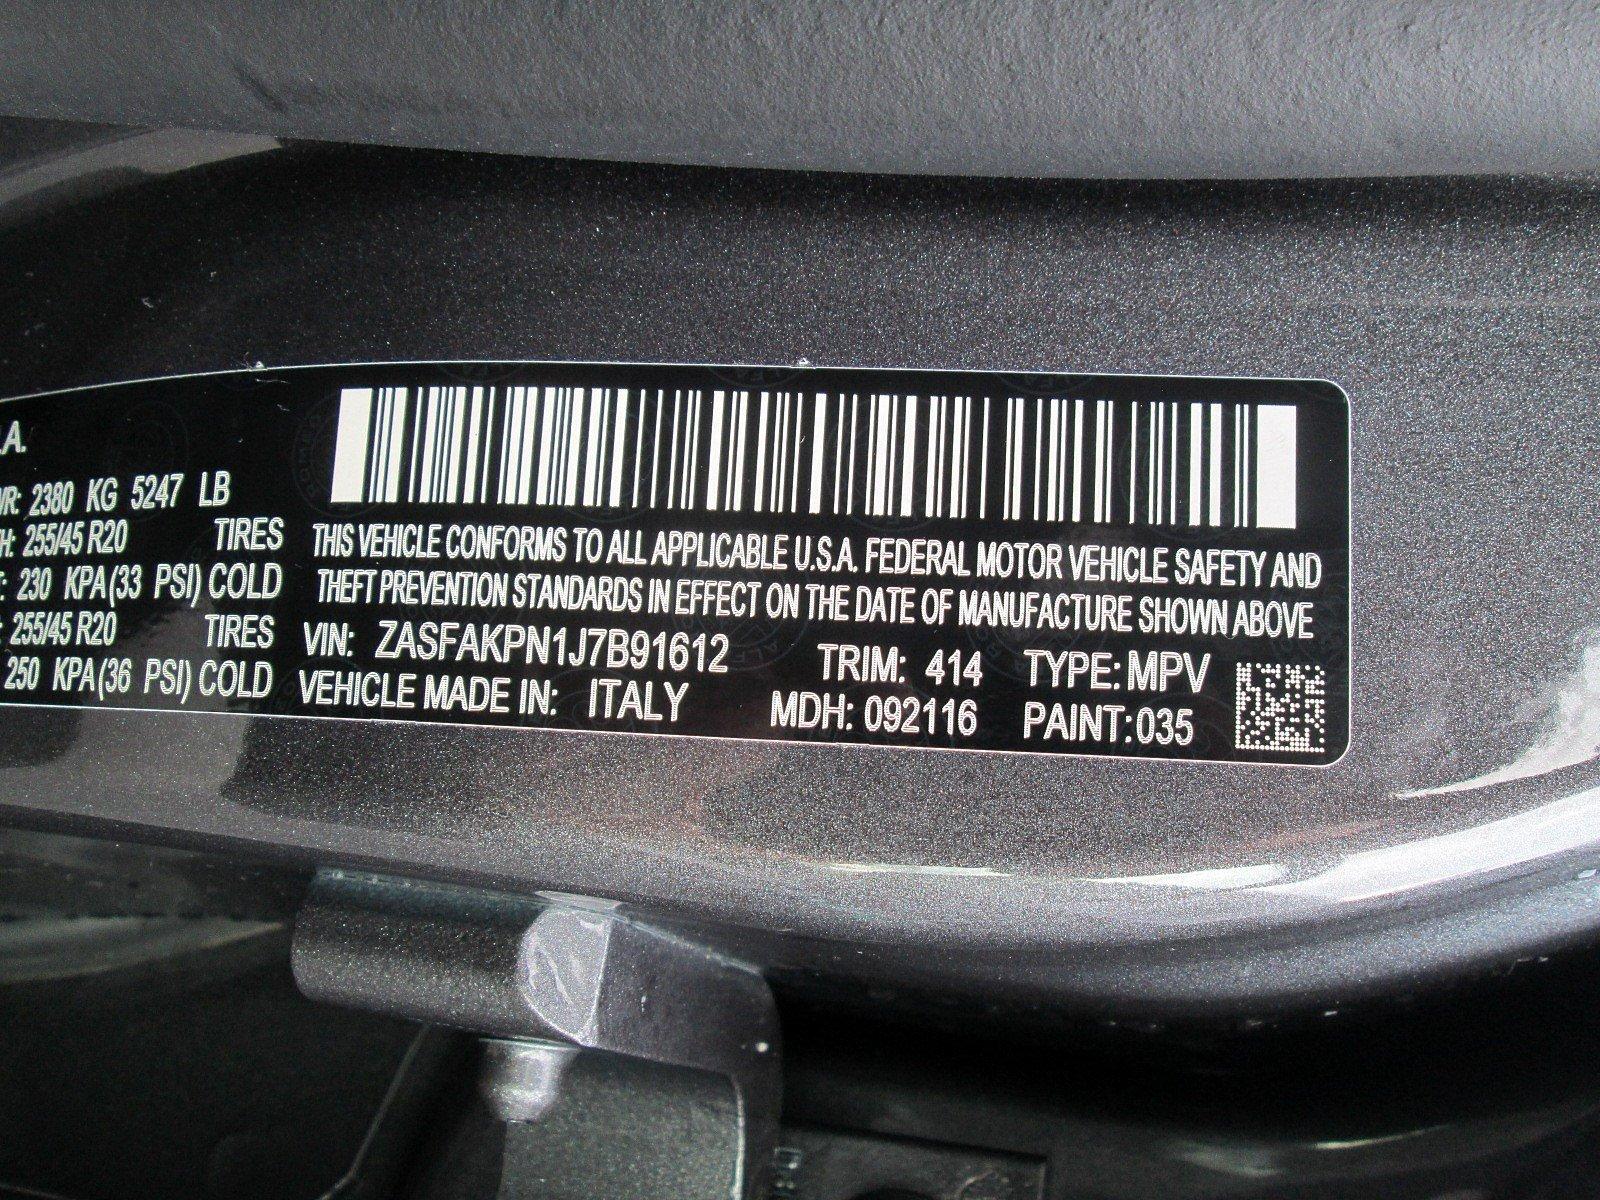 .A.
WR: 2380 KG 5247 LB
H: 255/45 R20 TIRES
T: 230 KPA(33 PSI) COLD
: 255/45 R20 TIRES
250 KPA(36 PSI) COLD
THIS VEHICLE CONFORMS TO ALL APPLICABLE U.S.A. FEDERAL MOTOR VEHICLE SAFETY AND
THEFT PREVENTION STANDARDS IN EFFECT ON THE DATE OF MANUFACTURE SHOWN ABOVE
VIN: ZASFAKPN1J7B91612 TRIM: 414 TYPE: MPV
VEHICLE MADE IN: ITALY MDH: 092116 PAINT: 035